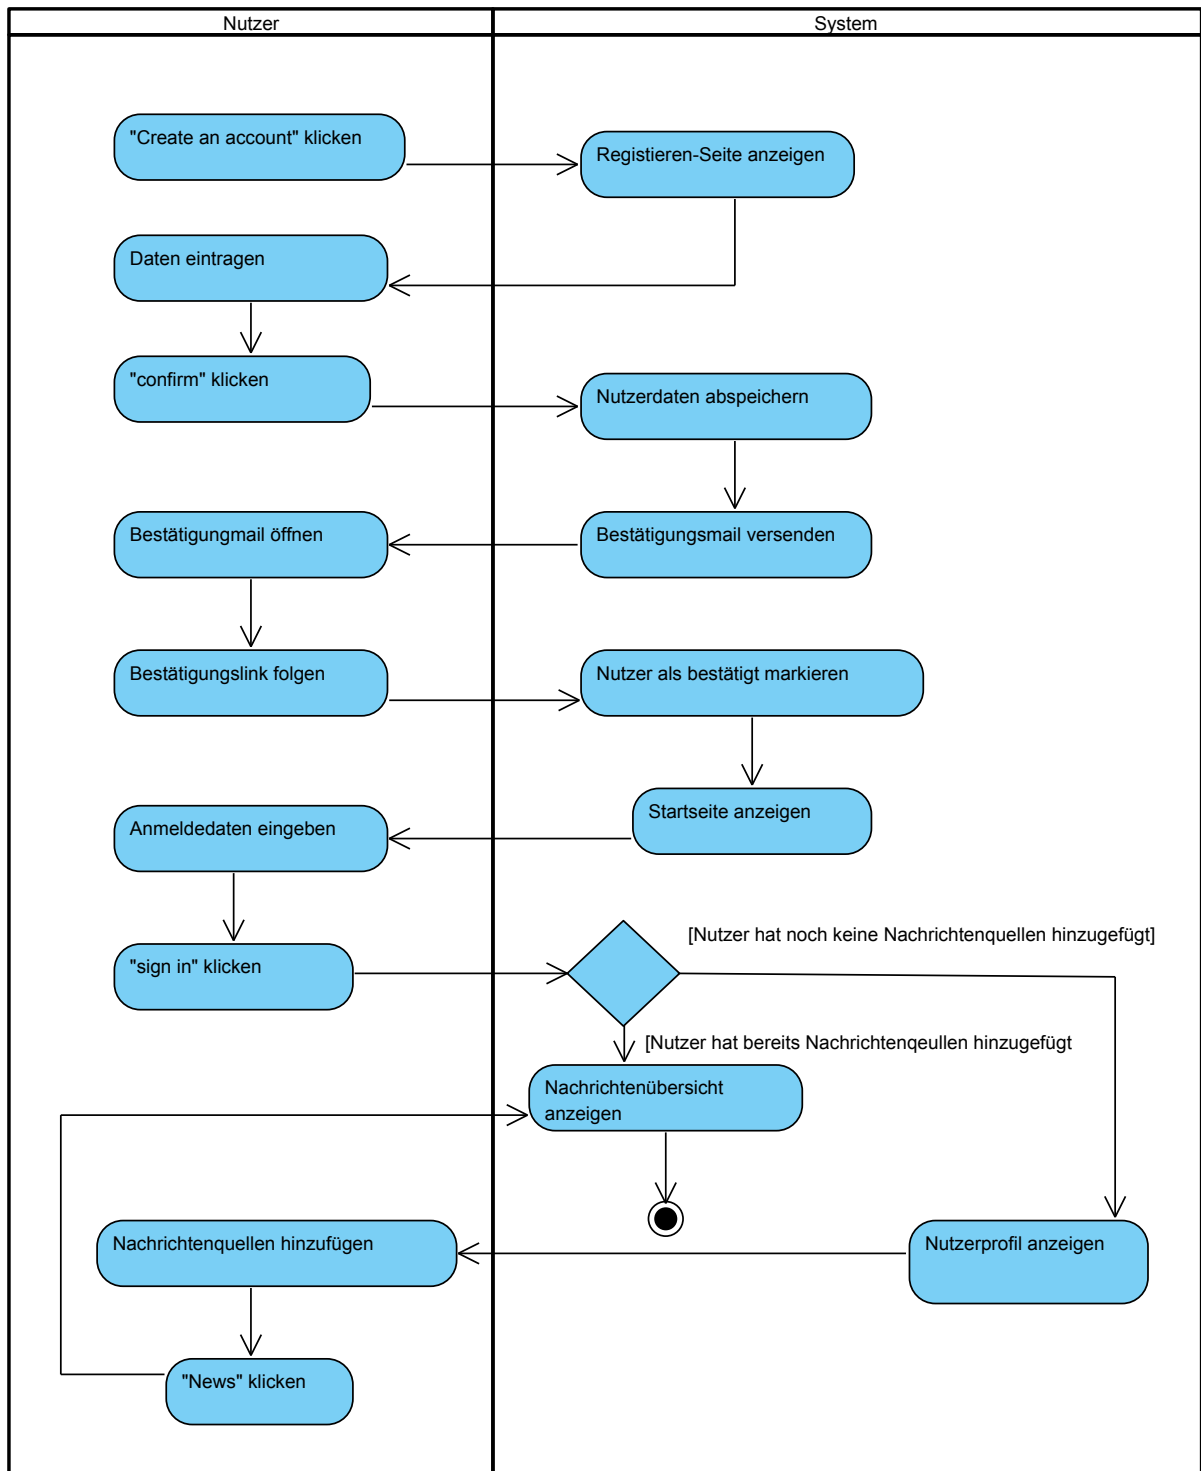 Nutzer
System
"Create an account" klicken
Registieren-Seite anzeigen
Daten eintragen
"confirm" klicken
Nutzerdaten abspeichern
Bestätigungmail öffnen
Bestätigungsmail versenden
Bestätigungslink folgen
Nutzer als bestätigt markieren
Anmeldedaten eingeben
Startseite anzeigen
"sign in" klicken
[Nutzer hat noch keine Nachrichtenquellen hinzugefügt]
[Nutzer hat bereits Nachrichtenqeullen hinzugefügt
Nachrichtenübersicht
anzeigen
Nachrichtenquellen hinzufügen
Nutzerprofil anzeigen
"News" klicken